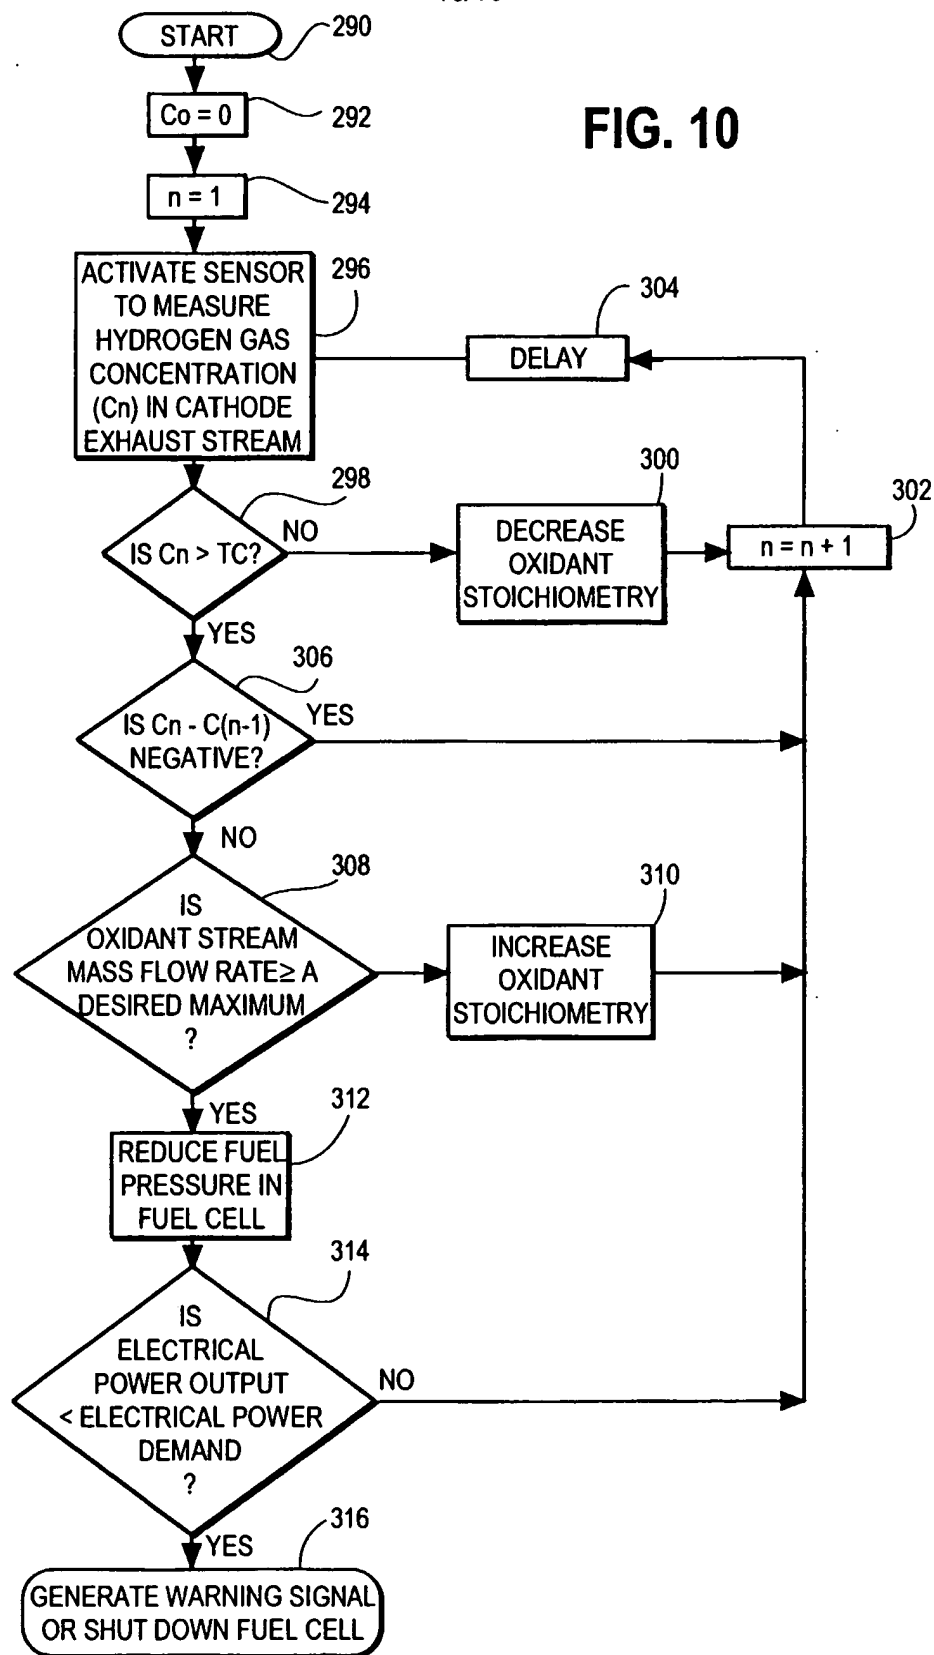 START
290
Co = 0
292
FIG. 10
n = 1
294
ACTIVATE SENSOR
TO MEASURE
HYDROGEN GAS
CONCENTRATION
(Cn) IN CATHODE
EXHAUST STREAM
296
304
DELAY
298
IS Cn > TC?
NO
300
DECREASE
OXIDANT
STOICHIOMETRY
302
n = n + 1
YES
306
IS Cn - C(n-1)
NEGATIVE?
YES
NO
308
IS
OXIDANT STREAM
MASS FLOW RATE≥ A
DESIRED MAXIMUM
?
310
INCREASE
OXIDANT
STOICHIOMETRY
YES
312
REDUCE FUEL
PRESSURE IN
FUEL CELL
314
IS
ELECTRICAL
POWER OUTPUT
< ELECTRICAL POWER
DEMAND
?
NO
YES
316
GENERATE WARNING SIGNAL
OR SHUT DOWN FUEL CELL